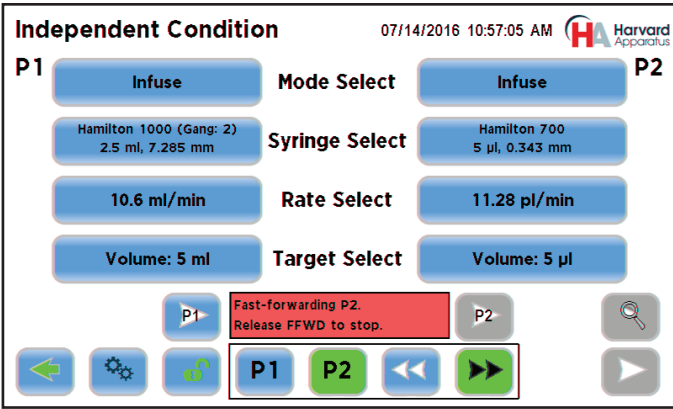 Independent Condition
07/14/2016 10:57:05 AM
HA Harvard
Apparatus
P1
P2
Infuse
Mode Select
Infuse
Hamilton 1000 (Gang: 2)
2.5 ml, 7.285 mm
Syringe Select
Hamilton 700
5 µl, 0.343 mm
10.6 ml/min
Rate Select
11.28 pl/min
Volume: 5 ml
Target Select
Volume: 5 µl
P1
Fast-forwarding P2.
Release FFWD to stop.
P2
P1
P2